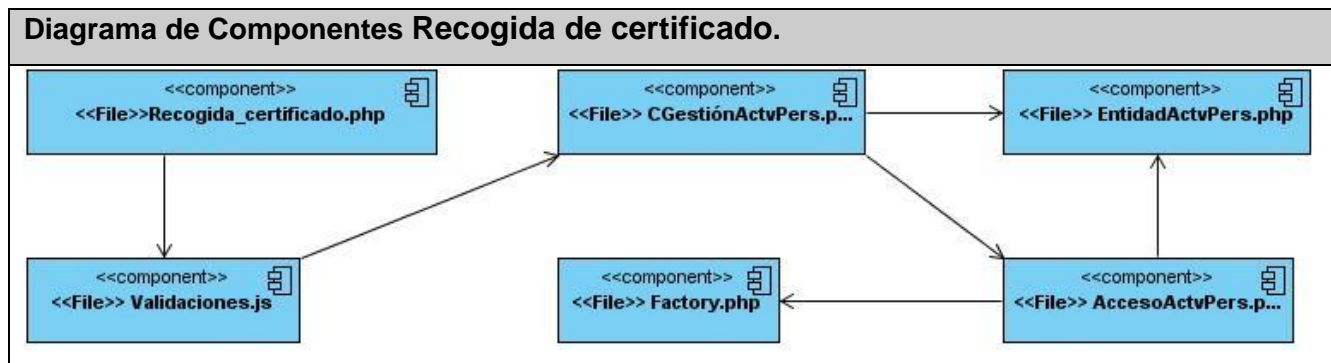 Diagrama de Componentes Recogida de certificado.
<<component>>
<<File>>Recogida_certificado.php
<<component>>
<<File>> CGestiónActvPers.p...
<<component>>
<<File>> EntidadActvPers.php
<<component>>
<<File>> Validaciones.js
<<component>>
<<File>> Factory.php
<<component>>
<<File>> AccesoActvPers.p...